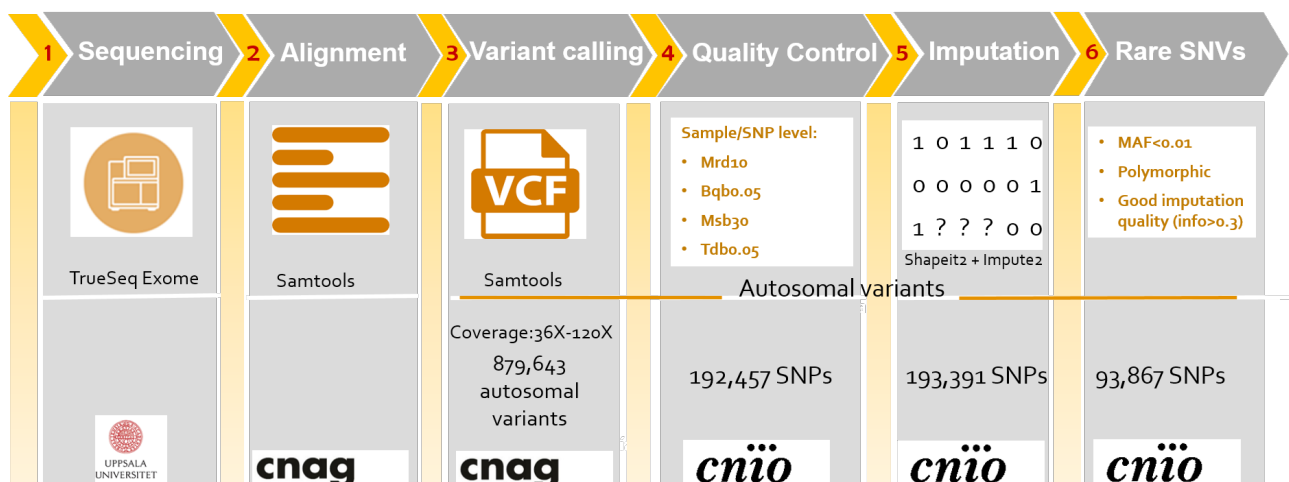 1 Sequencing
2 Alignment
3 Variant calling
4 Quality Control
5 Imputation
6 Rare SNVs
TrueSeq Exome
Samtools
VCF
Samtools
Sample/SNP level:
• Mrd10
• Bqb0.05
• Msb30
• Tdb0.05
1 0 1 1 1 0
0 0 0 0 0 1
1 ? ? ? 0 0
Shapeit2 + Impute2
• MAF<0.01
• Polymorphic
• Good imputation
quality (info>0.3)
Autosomal variants
Coverage:36X-120X
879,643
autosomal
variants
192,457 SNPs
193,391 SNPs
93,867 SNPs
UPPSALA
UNIVERSITET
cnag
cnag
cnio
cnio
cnio